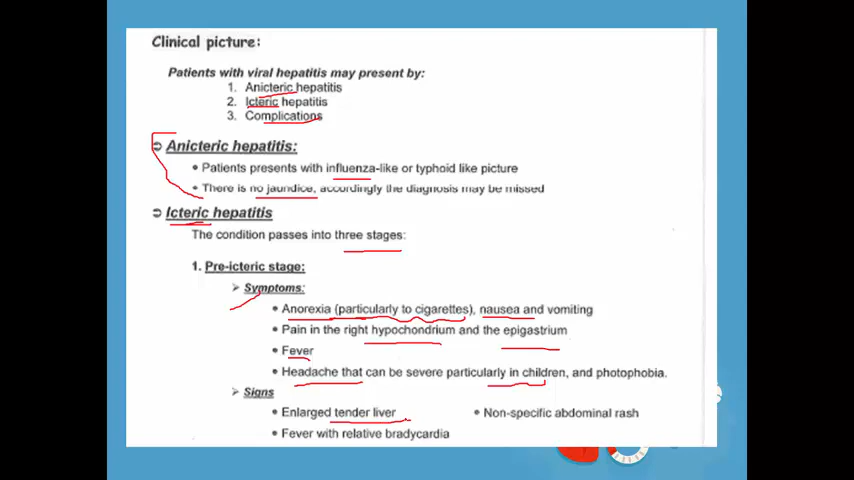 Clinical picture:
Patients with viral hepatitis may present by:
1. Anicteric hepatitis
2. Icteric hepatitis
3. Complications
➲ Anicteric hepatitis:
• Patients presents with influenza-like or typhoid like picture
• There is no jaundice, accordingly the diagnosis may be missed
➲ Icteric hepatitis
The condition passes into three stages:
1. Pre-icteric stage:
➢ Symptoms:
• Anorexia (particularly to cigarettes), nausea and vomiting
• Pain in the right hypochondrium and the epigastrium
• Fever
• Headache that can be severe particularly in children, and photophobia.
➢ Signs
• Enlarged tender liver • Non-specific abdominal rash
• Fever with relative bradycardia